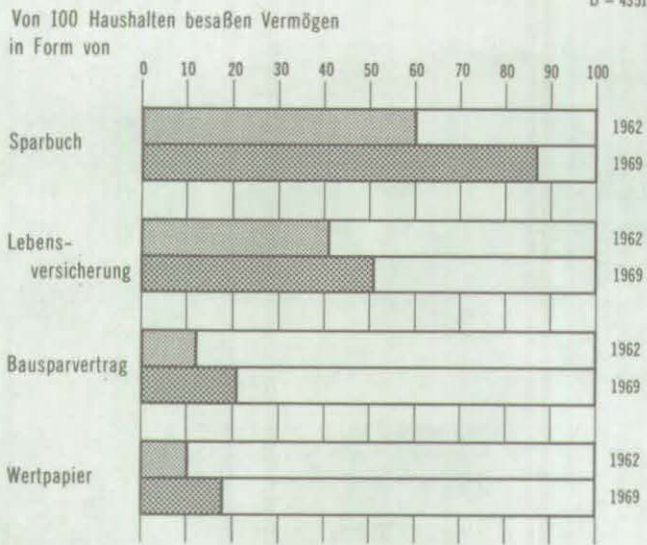 Von 100 Haushalten besaßen Vermögen
in Form von
0 10 20 30 40 50 60 70 80 90 100
Sparbuch
1962
1969
Lebens-
versicherung
1962
1969
Bausparvertrag
1962
1969
Wertpapier
1962
1969